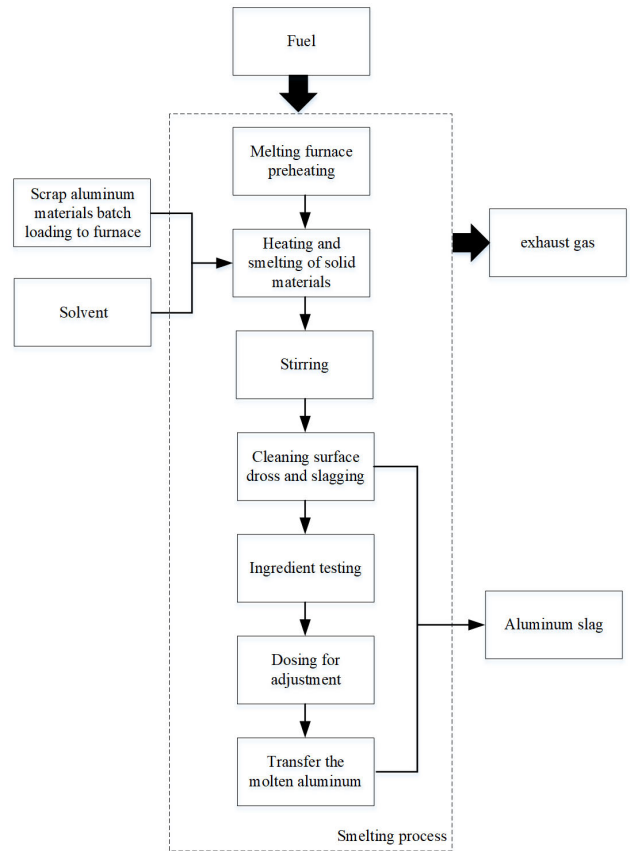 Fuel
Melting furnace
preheating
Scrap aluminum
materials batch
loading to furnace
Heating and
smelting of solid
materials
exhaust gas
Solvent
Stirring
Cleaning surface
dross and slagging
Ingredient testing
Aluminum slag
Dosing for
adjustment
Transfer the
molten aluminum
Smelting process